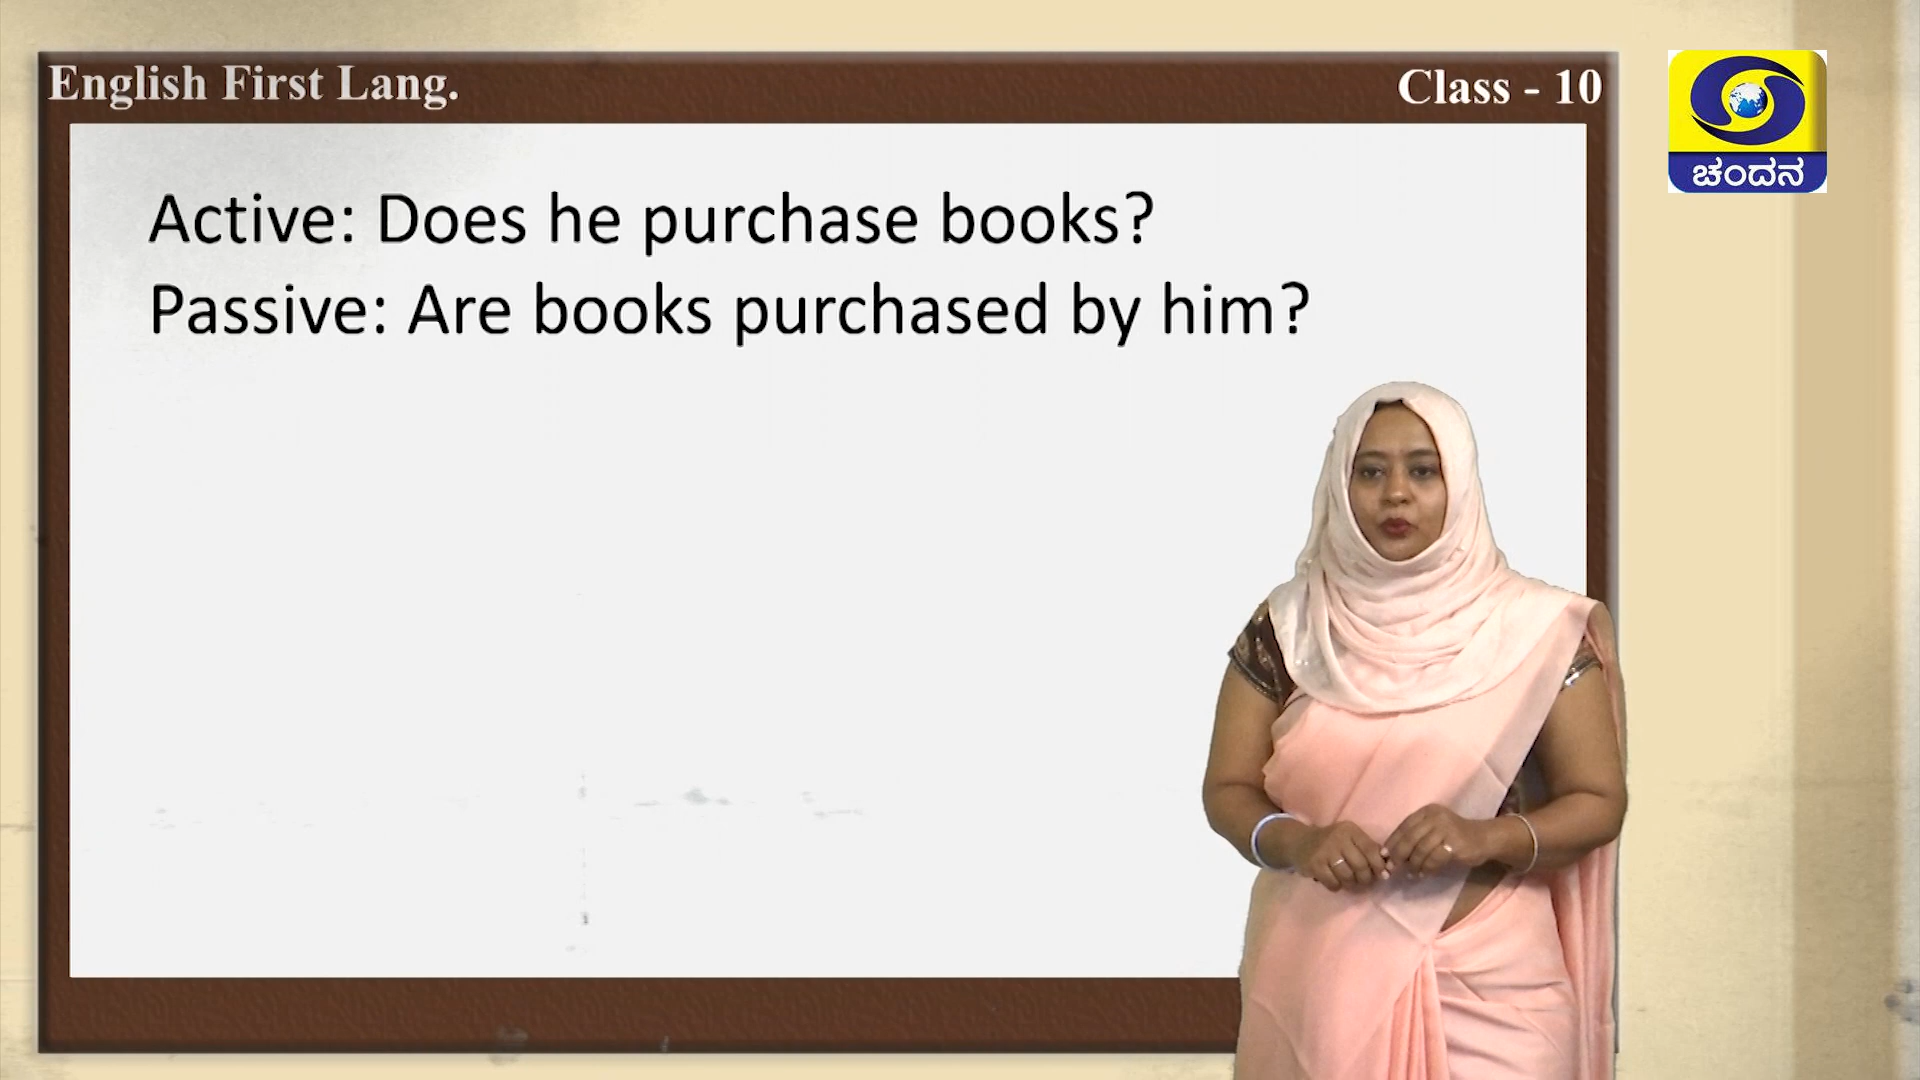 English First Lang.
Class - 10
Active: Does he purchase books?
Passive: Are books purchased by him?
ಚಂದನ